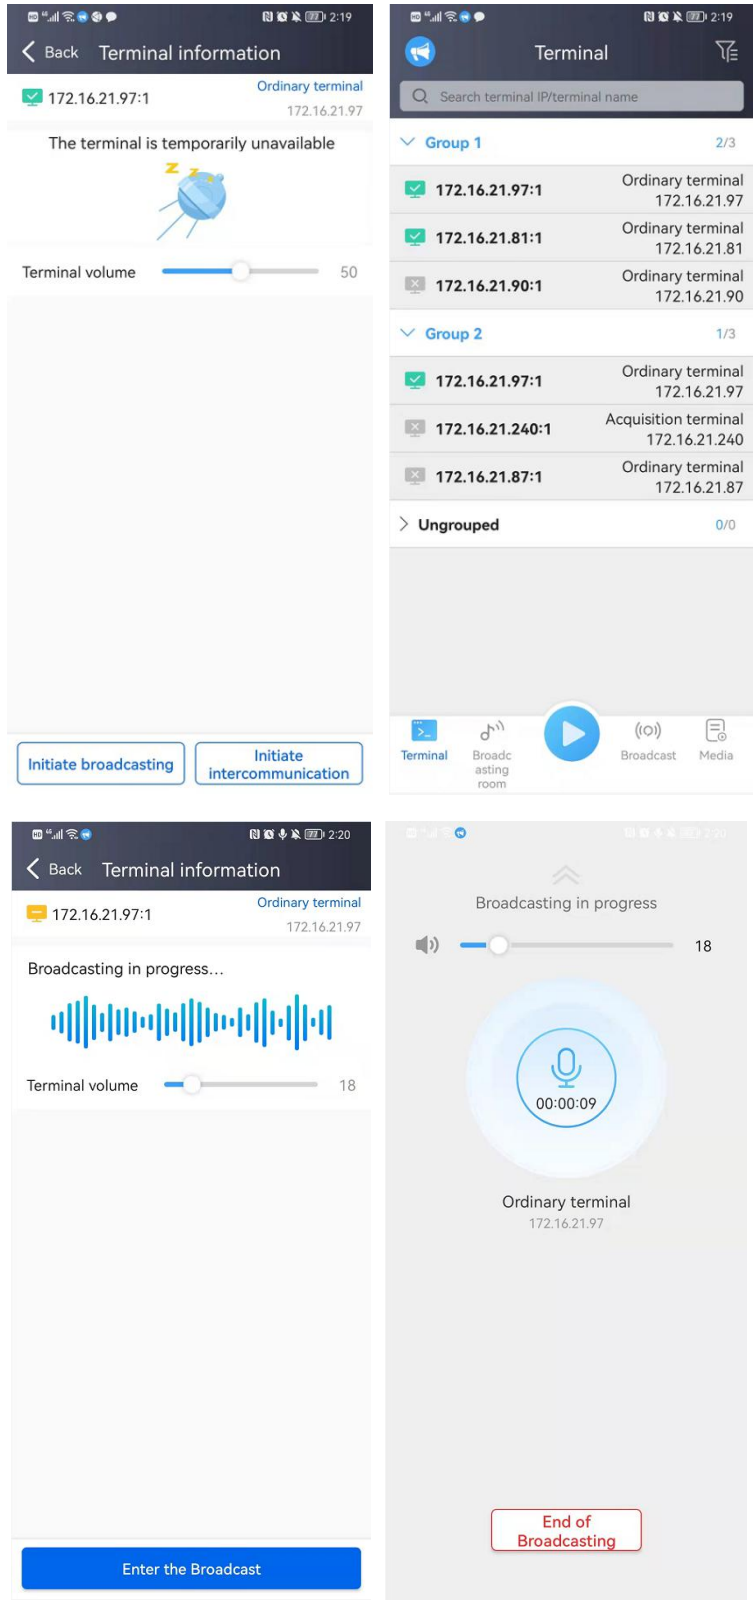 2:19
Back Terminal information
172.16.21.97:1
Ordinary terminal
172.16.21.97
The terminal is temporarily unavailable
Terminal volume 50
Initiate broadcasting
Initiate
intercommunication
2:19
Terminal
Search terminal IP/terminal name
Group 1 2/3
172.16.21.97:1
Ordinary terminal
172.16.21.97
172.16.21.81:1
Ordinary terminal
172.16.21.81
172.16.21.90:1
Ordinary terminal
172.16.21.90
Group 2 1/3
172.16.21.97:1
Ordinary terminal
172.16.21.97
172.16.21.240:1
Acquisition terminal
172.16.21.240
172.16.21.87:1
Ordinary terminal
172.16.21.87
Ungrouped 0/0
Terminal
Broadc
asting
room
Broadcast
Media
2:20
Back Terminal information
172.16.21.97:1
Ordinary terminal
172.16.21.97
Broadcasting in progress...
Terminal volume 18
Enter the Broadcast
Broadcasting in progress
18
00:00:09
Ordinary terminal
172.16.21.97
End of
Broadcasting